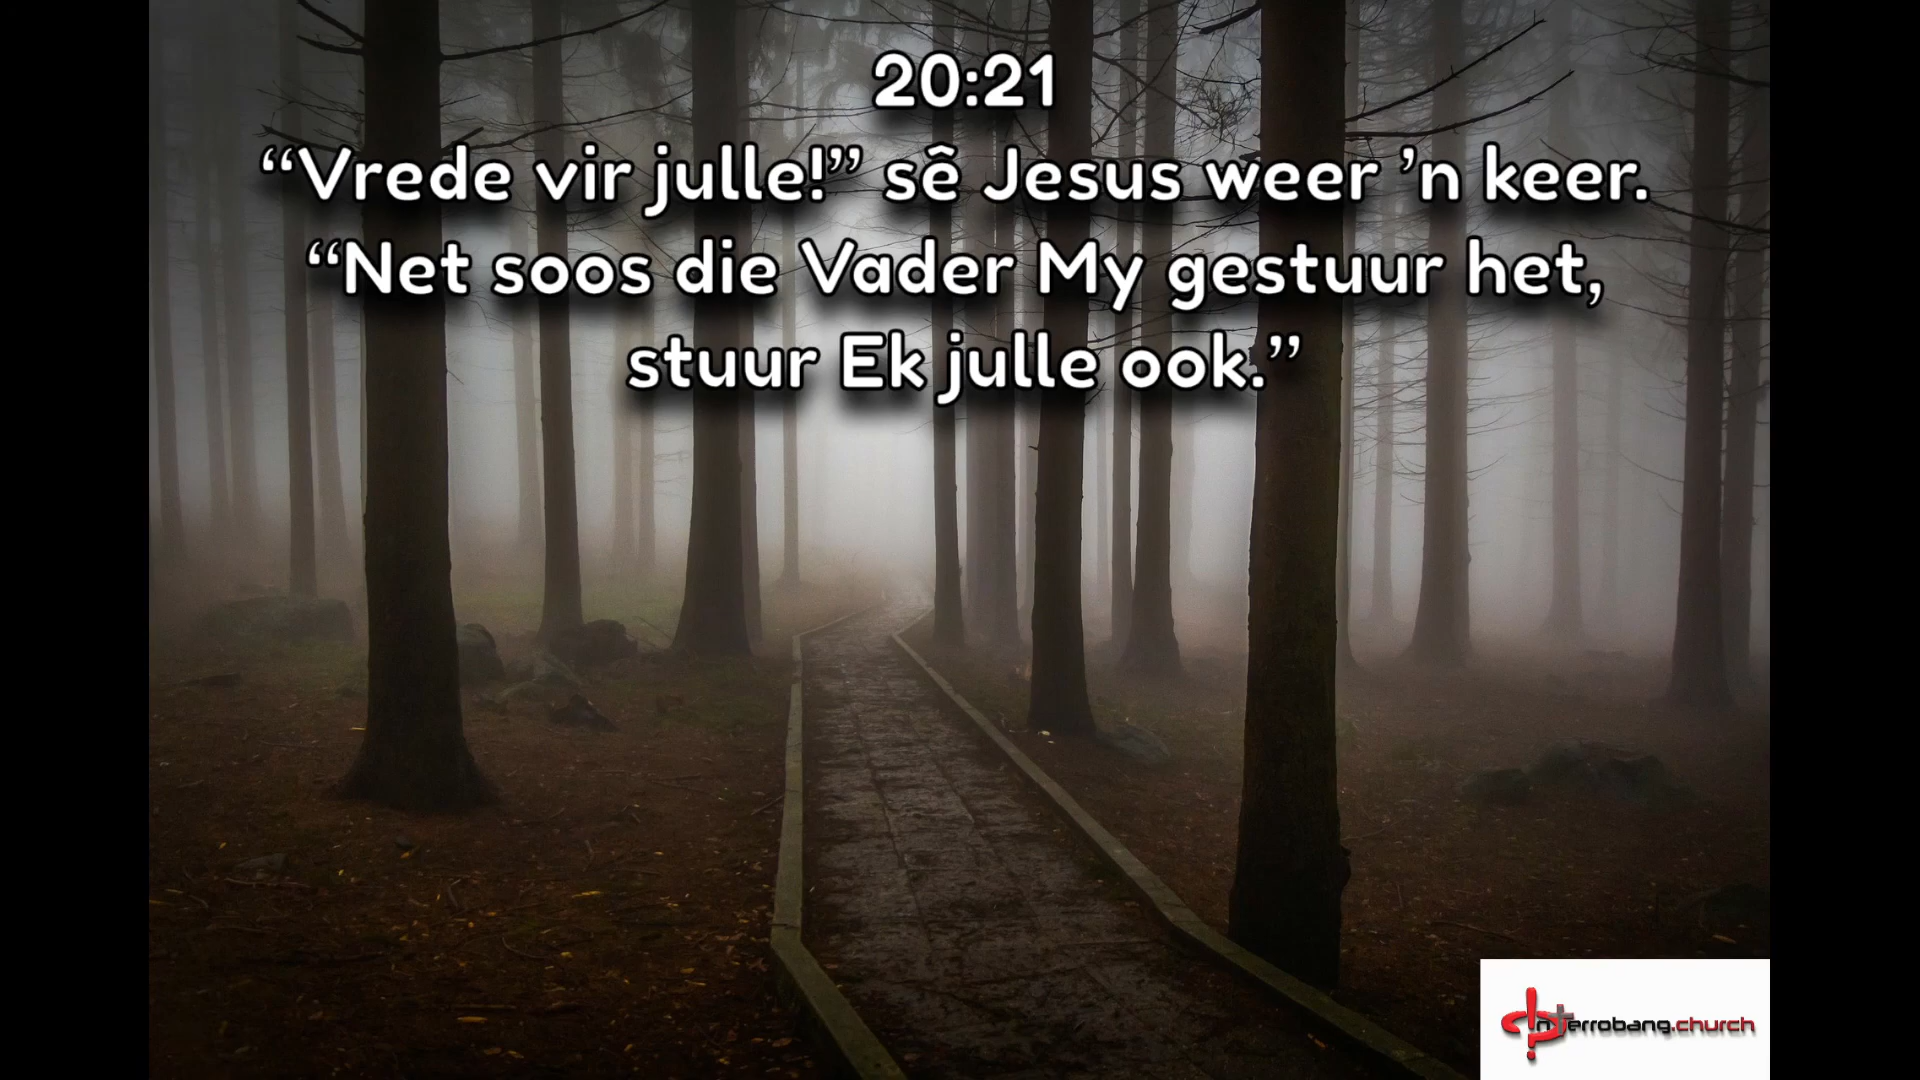 20:21
“Vrede vir julle!” sê Jesus weer ’n keer.
“Net soos die Vader My gestuur het,
stuur Ek julle ook.”
Interrobang.church